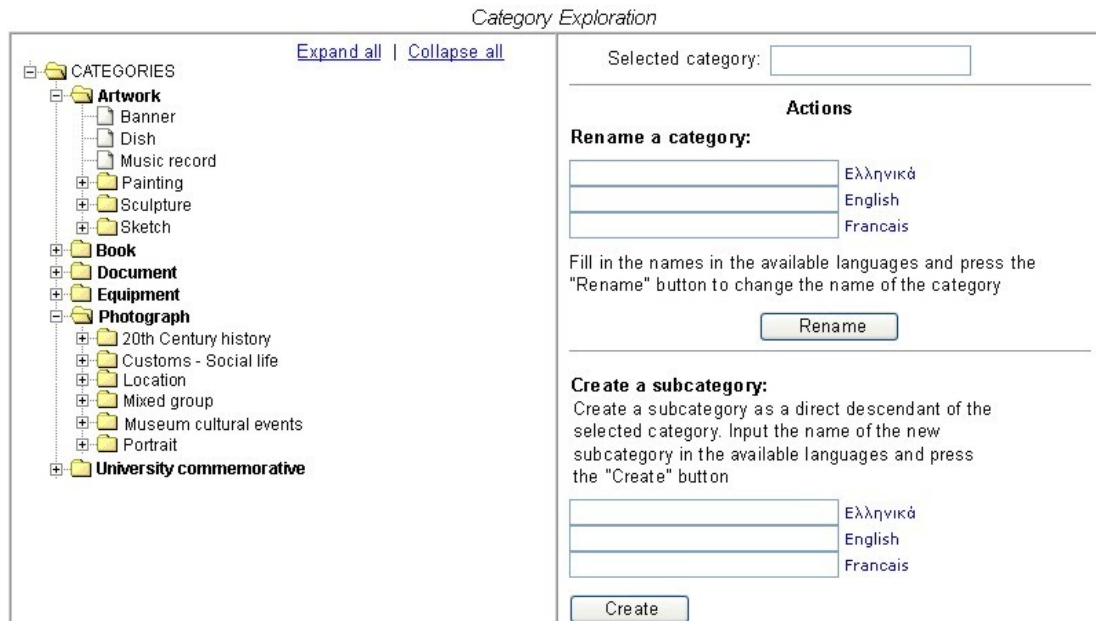 Category Exploration
Expand all | Collapse all
CATEGORIES
Artwork
Banner
Dish
Music record
Painting
Sculpture
Sketch
Book
Document
Equipment
Photograph
20th Century history
Customs - Social life
Location
Mixed group
Museum cultural events
Portrait
University commemorative
Selected category:
Actions
Rename a category:
Ελληνικά
English
Francais
Fill in the names in the available languages and press the
"Rename" button to change the name of the category
Rename
Create a subcategory:
Create a subcategory as a direct descendant of the
selected category. Input the name of the new
subcategory in the available languages and press
the "Create" button
Ελληνικά
English
Francais
Create